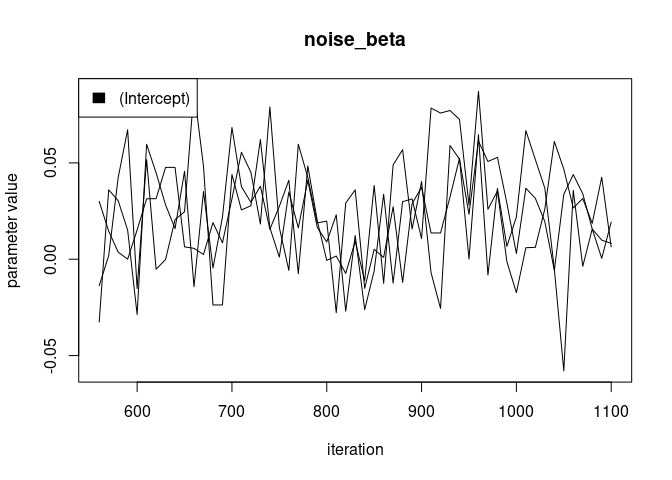 noise_beta
(Intercept)
parameter value
0.05
0.00
-0.05
600 700 800 900 1000 1100
iteration